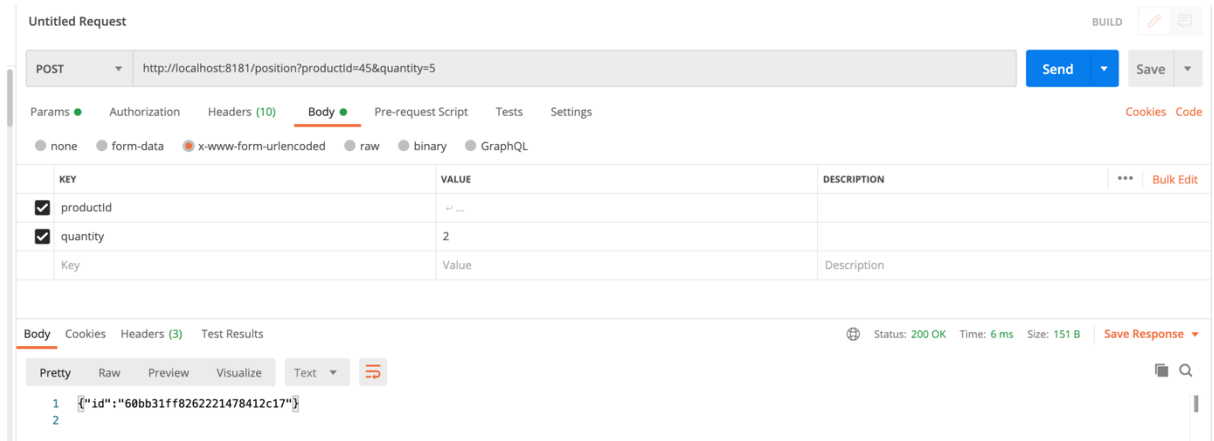 Untitled Request BUILD
POST http://localhost:8181/position?productId=45&quantity=5 Send Save
Params Authorization Headers (10) Body Pre-request Script Tests Settings Cookies Code
none form-data x-www-form-urlencoded raw binary GraphQL
KEY VALUE DESCRIPTION ••• Bulk Edit
productId ↵ ...
quantity 2
Key Value Description
Body Cookies Headers (3) Test Results Status: 200 OK Time: 6 ms Size: 151 B Save Response
Pretty Raw Preview Visualize Text
1 {"id":"60bb31ff8262221478412c17"}
2